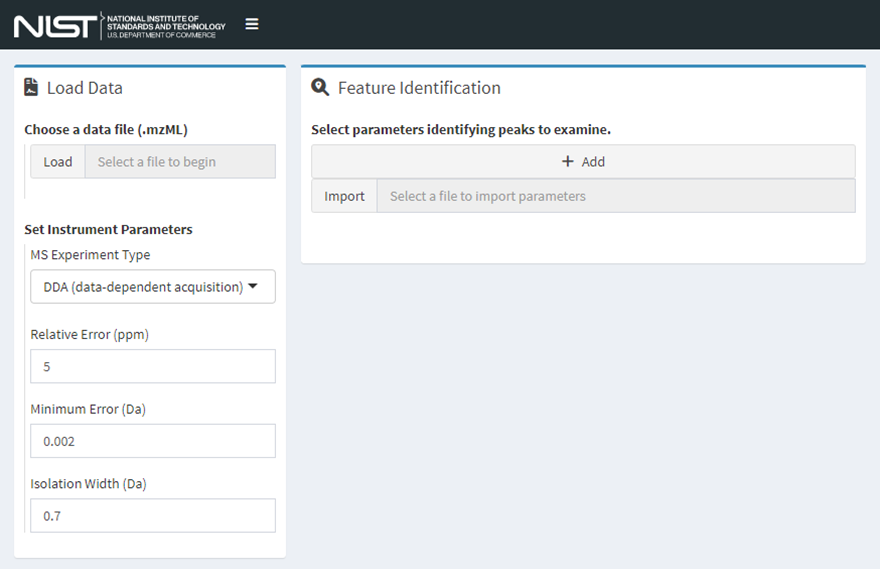 NIST
NATIONAL INSTITUTE OF
STANDARDS AND TECHNOLOGY
U.S. DEPARTMENT OF COMMERCE
Load Data
Choose a data file (.mzML)
Load Select a file to begin
Set Instrument Parameters
MS Experiment Type
DDA (data-dependent acquisition)
Relative Error (ppm)
5
Minimum Error (Da)
0.002
Isolation Width (Da)
0.7
Feature Identification
Select parameters identifying peaks to examine.
+ Add
Import Select a file to import parameters